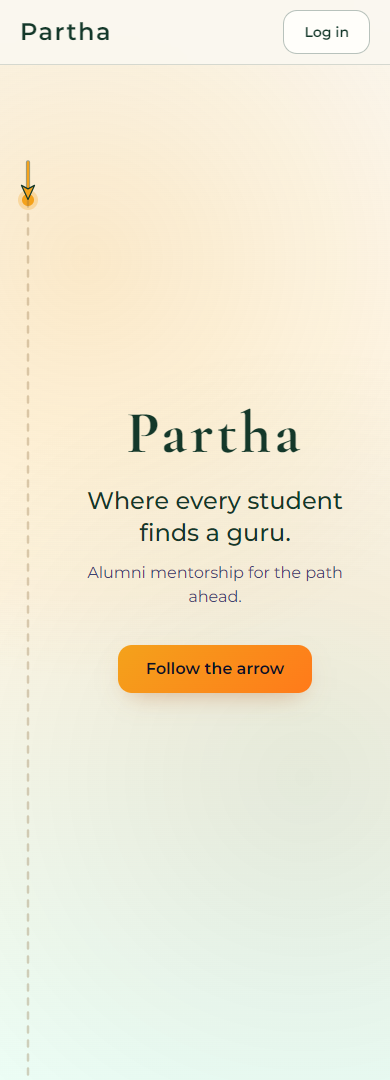 Partha
Log in
Partha
Where every student
finds a guru.
Alumni mentorship for the path
ahead.
Follow the arrow